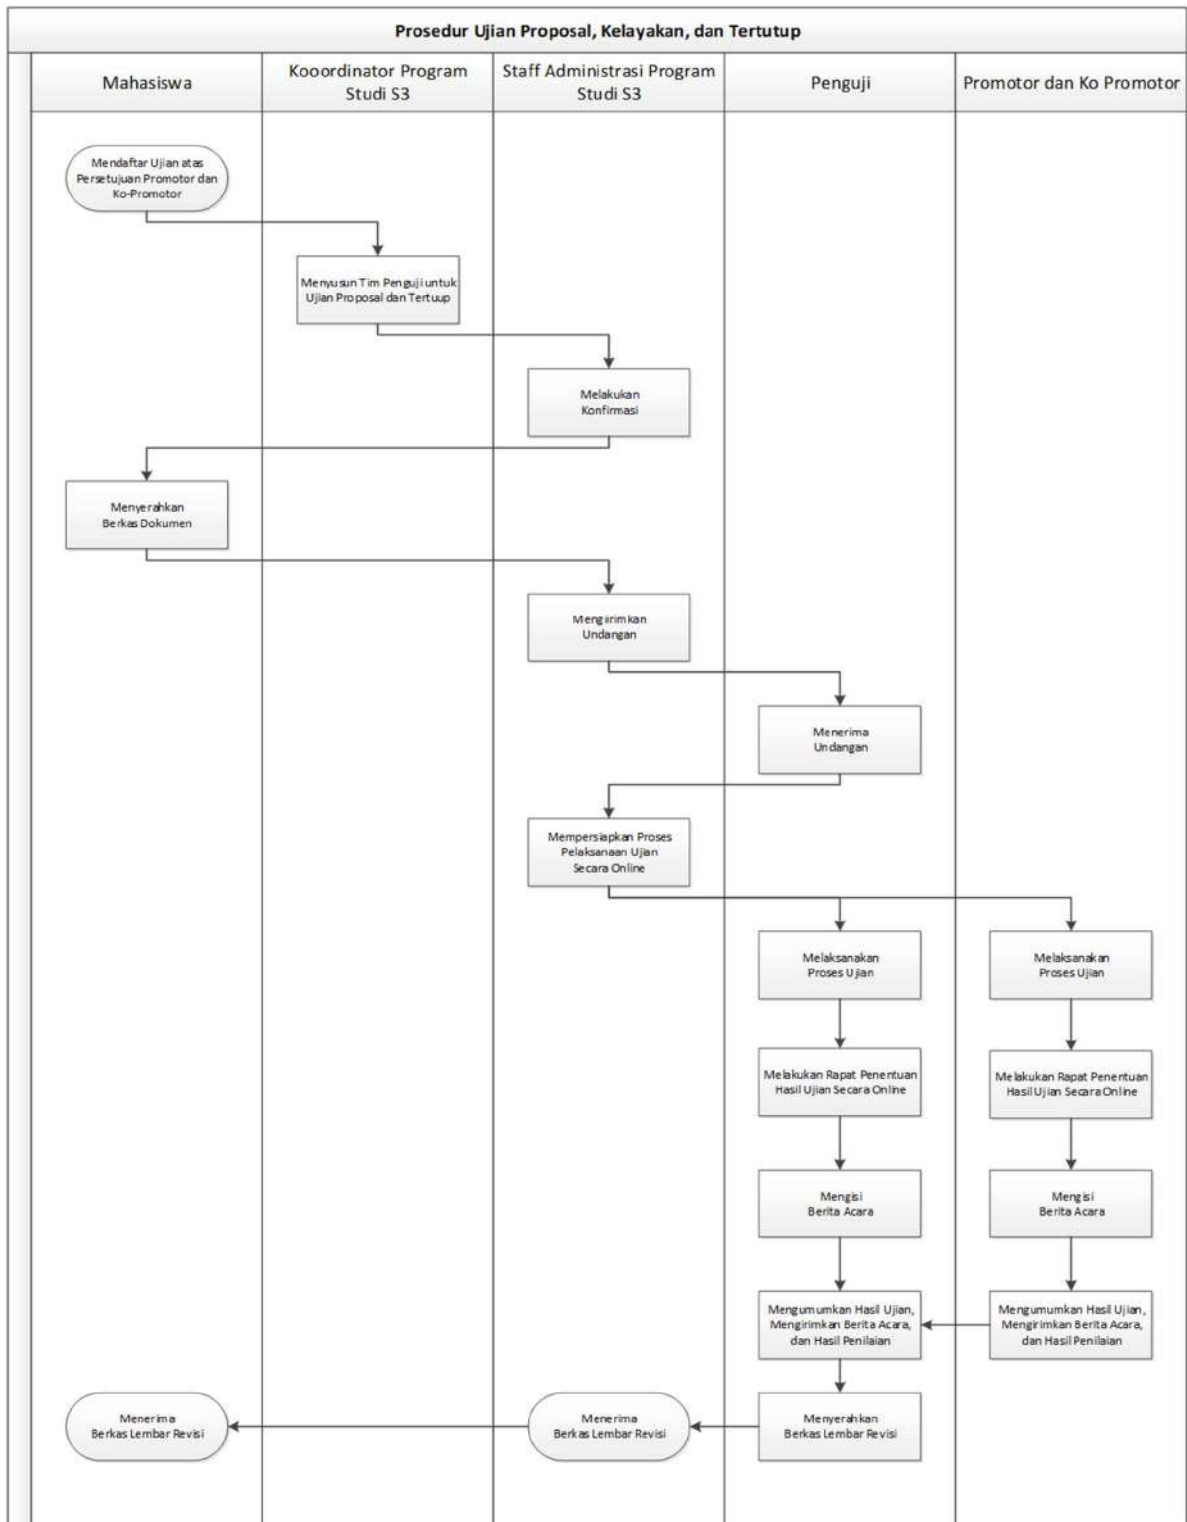 Prosedur Ujian Proposal, Kelayakan, dan Tertutup
Mahasiswa
Kooordinator Program
Studi S3
Staff Administrasi Program
Studi S3
Penguji
Promotor dan Ko Promotor
Mendaftar Ujian atas
Persetujuan Promotor dan
Ko-Promotor
Menyusun Tim Penguji untuk
Ujian Proposal dan Tertuup
Melakukan
Konfirmasi
Menyerahkan
Berkas Dokumen
Mengiirimkan
Undangan
Menerima
Undangan
Mempersiapkan Proses
Pelaksanaan Ujian
Secara Online
Melaksanakan
Proses Ujian
Melaksanakan
Proses Ujian
Melakukan Rapat Penentuan
Hasil Ujian Secara Online
Melakukan Rapat Penentuan
Hasil Ujian Secara Online
Mengisi
Berita Acara
Mengisi
Berita Acara
Mengumumkan Hasil Ujian,
Mengirimkan Berita Acara,
dan Hasil Penilaian
Mengumumkan Hasil Ujian,
Mengirimkan Berita Acara,
dan Hasil Penilaian
Menerima
Berkas Lembar Revisi
Menerima
Berkas Lembar Revisi
Menyerahkan
Berkas Lembar Revisi